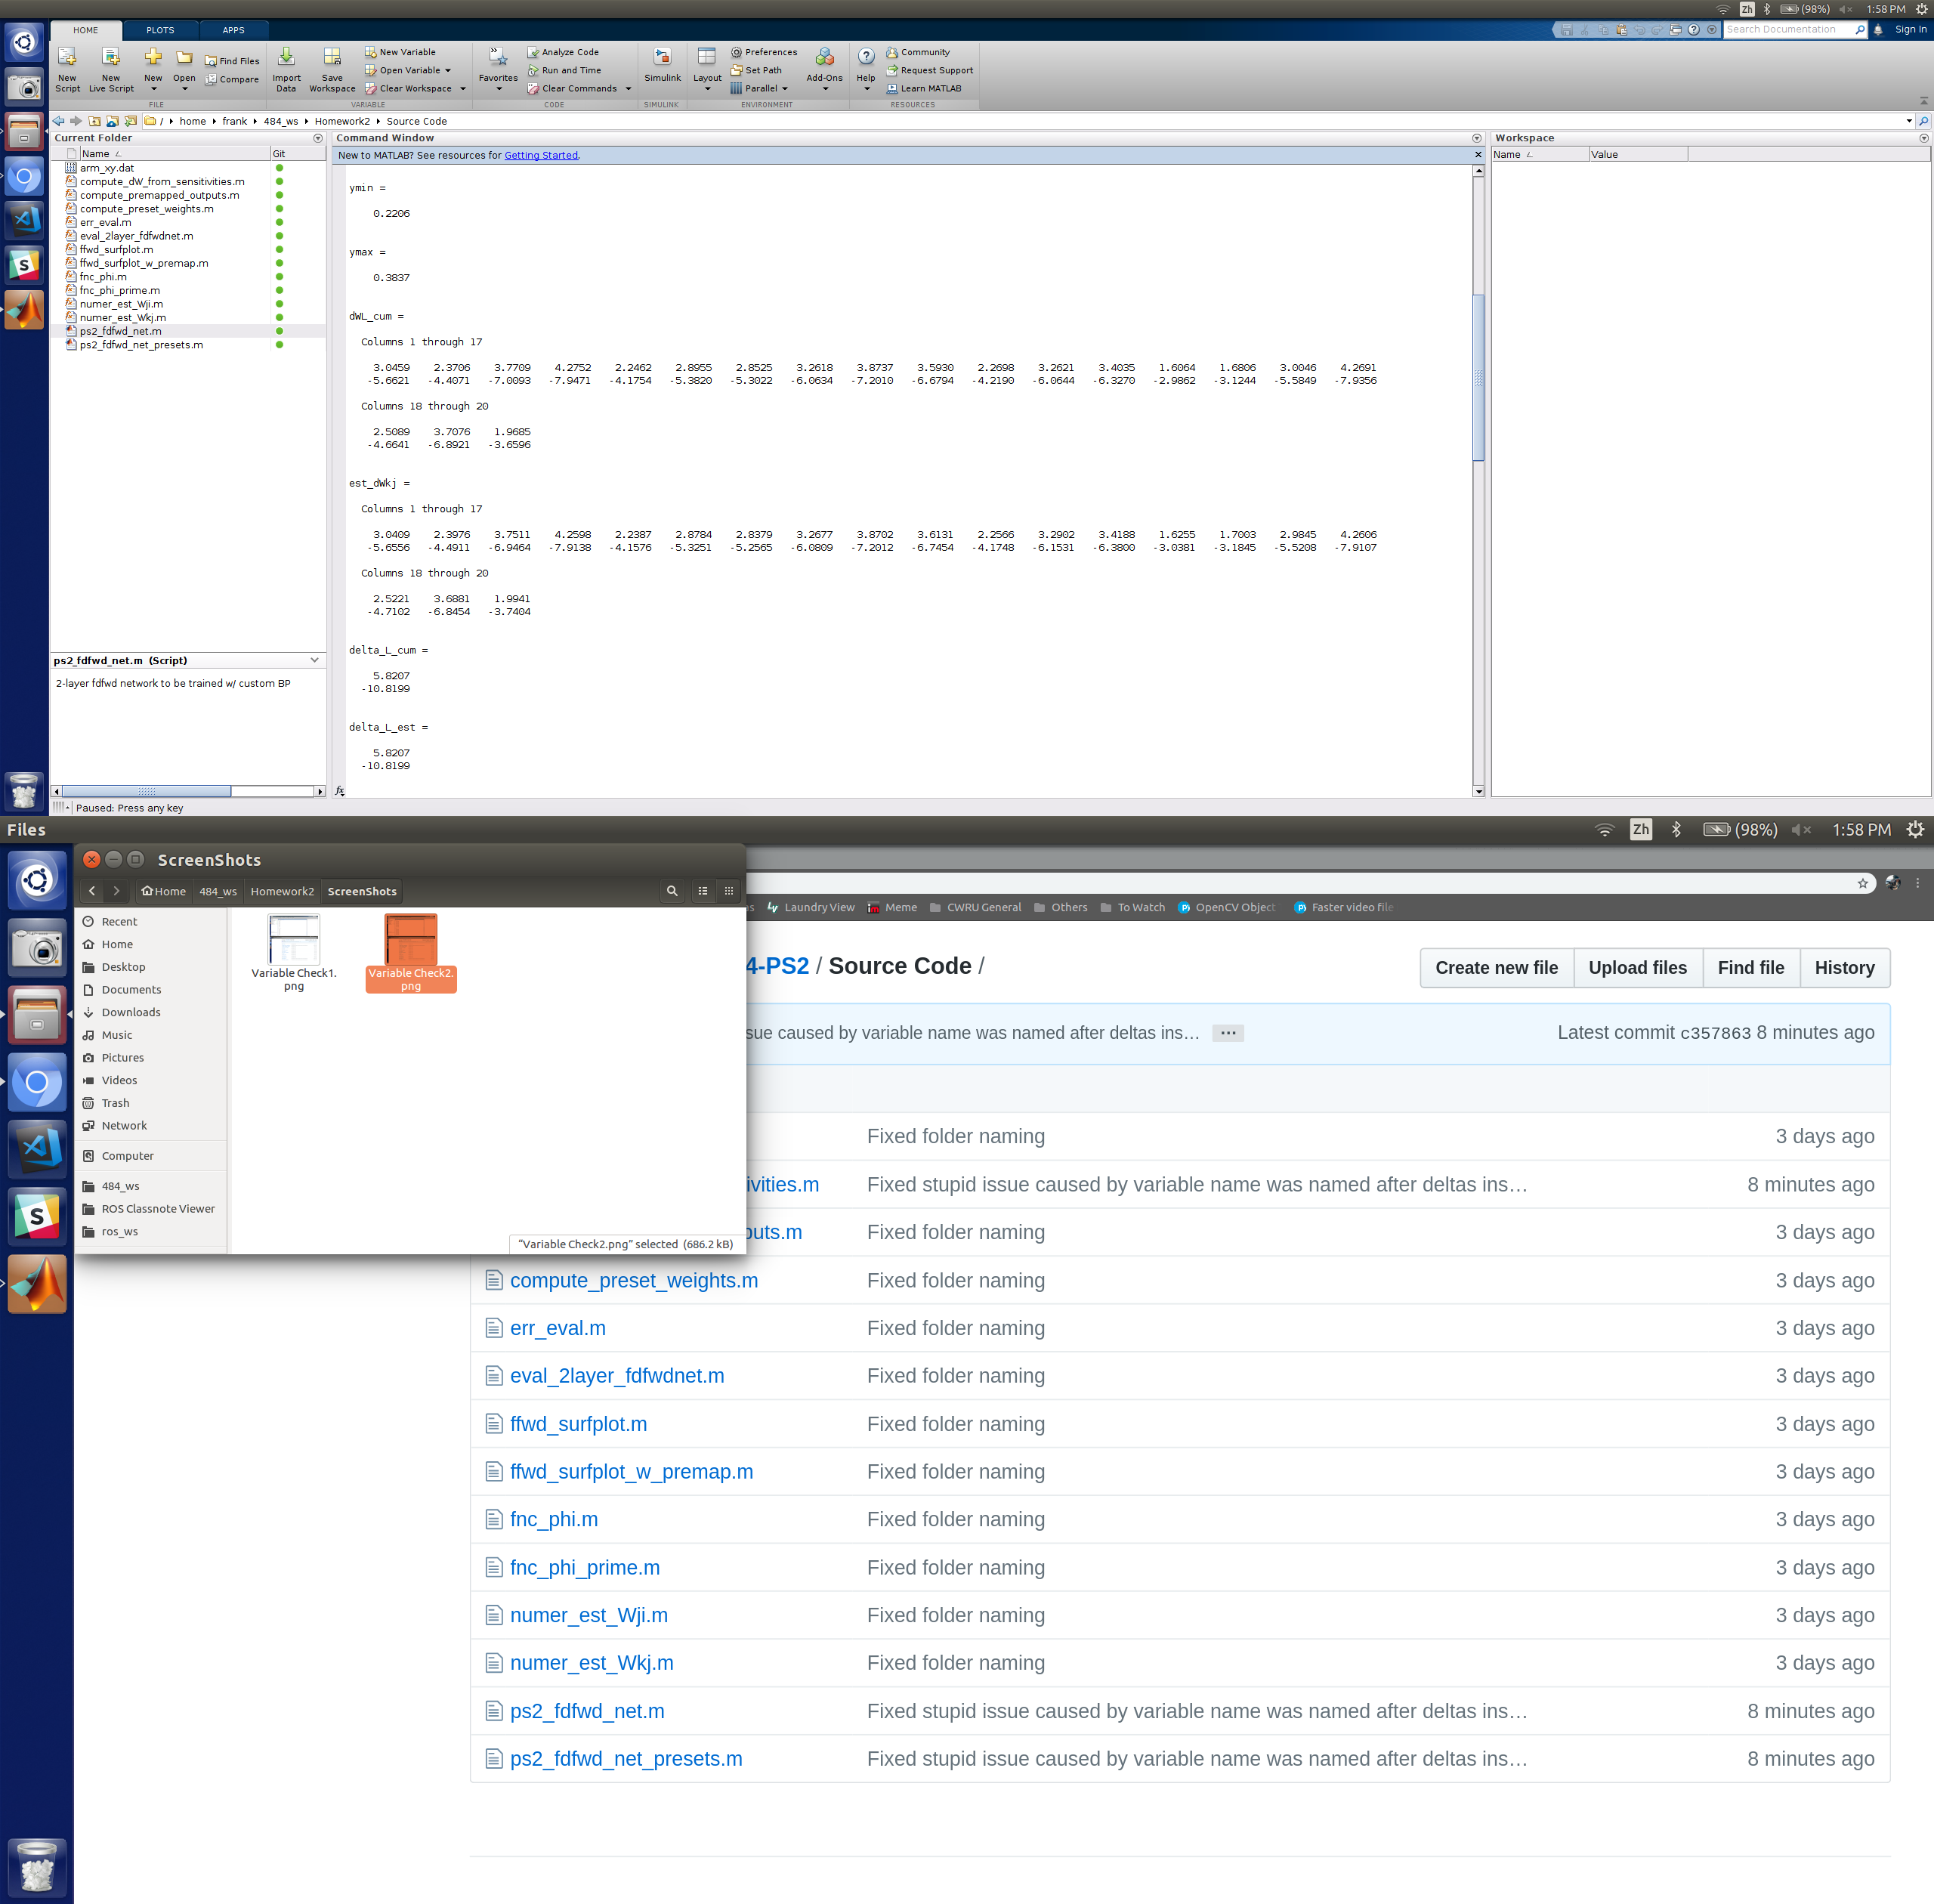 Zh (98%) 1:58 PM
HOME PLOTS APPS
Search Documentation Sign In
New Script
New Live Script
New
Open
Find Files
Compare
FILE
Import Data
Save Workspace
New Variable
Open Variable
Clear Workspace
VARIABLE
Favorites
Analyze Code
Run and Time
Clear Commands
CODE
Simulink
SIMULINK
Layout
Preferences
Set Path
Parallel
Add-Ons
ENVIRONMENT
Help
Community
Request Support
Learn MATLAB
RESOURCES
/ home frank 484_ws Homework2 Source Code
Current Folder
Name Git
arm_xy.dat
compute_dW_from_sensitivities.m
compute_premapped_outputs.m
compute_preset_weights.m
err_eval.m
eval_2layer_fdfwdnet.m
ffwd_surfplot.m
ffwd_surfplot_w_premap.m
fnc_phi.m
fnc_phi_prime.m
numer_est_Wji.m
numer_est_Wkj.m
ps2_fdfwd_net.m
ps2_fdfwd_net_presets.m
ps2_fdfwd_net.m (Script)
2-layer fdfwd network to be trained w/ custom BP
Paused: Press any key
Command Window
New to MATLAB? See resources for Getting Started.
ymin =
0.2206
ymax =
0.3837
dWL_cum =
Columns 1 through 17
3.0459 2.3706 3.7709 4.2752 2.2462 2.8955 2.8525 3.2618 3.8737 3.5930 2.2698 3.2621 3.4035 1.6064 1.6806 3.0046 4.2691
-5.6621 -4.4071 -7.0093 -7.9471 -4.1754 -5.3820 -5.3022 -6.0634 -7.2010 -6.6794 -4.2190 -6.0644 -6.3270 -2.9862 -3.1244 -5.5849 -7.9356
Columns 18 through 20
2.5089 3.7076 1.9685
-4.6641 -6.8921 -3.6596
est_dWkj =
Columns 1 through 17
3.0409 2.3976 3.7511 4.2598 2.2387 2.8784 2.8379 3.2677 3.8702 3.6131 2.2566 3.2902 3.4188 1.6255 1.7003 2.9845 4.2606
-5.6556 -4.4911 -6.9464 -7.9138 -4.1576 -5.3251 -5.2565 -6.0809 -7.2012 -6.7454 -4.1748 -6.1531 -6.3800 -3.0381 -3.1845 -5.5208 -7.9107
Columns 18 through 20
2.5221 3.6881 1.9941
-4.7102 -6.8454 -3.7404
delta_L_cum =
5.8207
-10.8199
delta_L_est =
5.8207
-10.8199
fx
Workspace
Name Value
Files Zh (98%) 1:58 PM
ScreenShots
Home 484_ws Homework2 ScreenShots
Recent
Home
Desktop
Documents
Downloads
Music
Pictures
Videos
Trash
Network
Computer
484_ws
ROS Classnote Viewer
ros_ws
Variable Check1.
png
Variable Check2.
png
"Variable Check2.png" selected (686.2 kB)
Laundry View Meme CWRU General Others To Watch OpenCV Object Faster video file
4-PS2 / Source Code /
Create new file Upload files Find file History
sue caused by variable name was named after deltas ins… … Latest commit c357863 8 minutes ago
Fixed folder naming 3 days ago
ivities.m Fixed stupid issue caused by variable name was named after deltas ins… 8 minutes ago
puts.m Fixed folder naming 3 days ago
compute_preset_weights.m Fixed folder naming 3 days ago
err_eval.m Fixed folder naming 3 days ago
eval_2layer_fdfwdnet.m Fixed folder naming 3 days ago
ffwd_surfplot.m Fixed folder naming 3 days ago
ffwd_surfplot_w_premap.m Fixed folder naming 3 days ago
fnc_phi.m Fixed folder naming 3 days ago
fnc_phi_prime.m Fixed folder naming 3 days ago
numer_est_Wji.m Fixed folder naming 3 days ago
numer_est_Wkj.m Fixed folder naming 3 days ago
ps2_fdfwd_net.m Fixed stupid issue caused by variable name was named after deltas ins… 8 minutes ago
ps2_fdfwd_net_presets.m Fixed stupid issue caused by variable name was named after deltas ins… 8 minutes ago